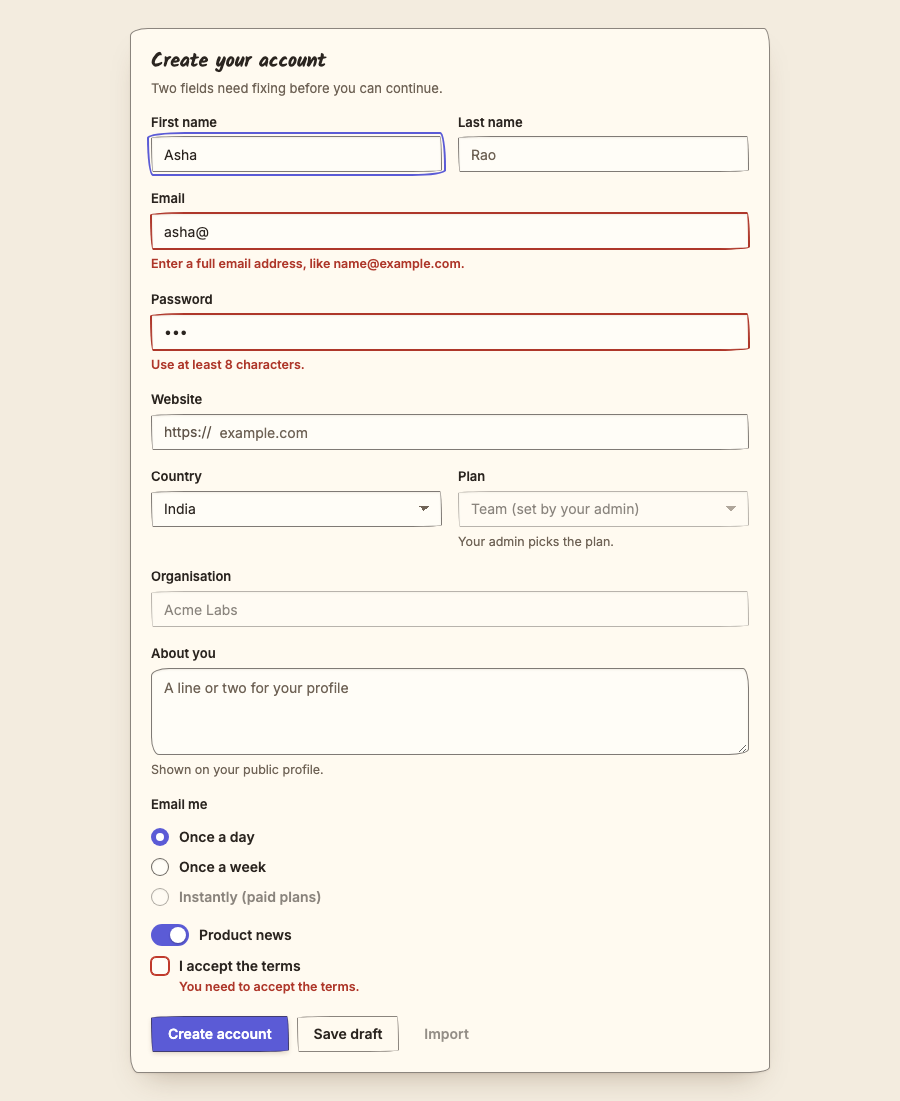 Create your account
Two fields need fixing before you can continue.
First name
Last name
Asha
Rao
Email
asha@
Enter a full email address, like name@example.com.
Password
•••
Use at least 8 characters.
Website
https:// example.com
Country
Plan
India
Team (set by your admin)
Your admin picks the plan.
Organisation
Acme Labs
About you
A line or two for your profile
Shown on your public profile.
Email me
Once a day
Once a week
Instantly (paid plans)
Product news
I accept the terms
You need to accept the terms.
Create account
Save draft
Import